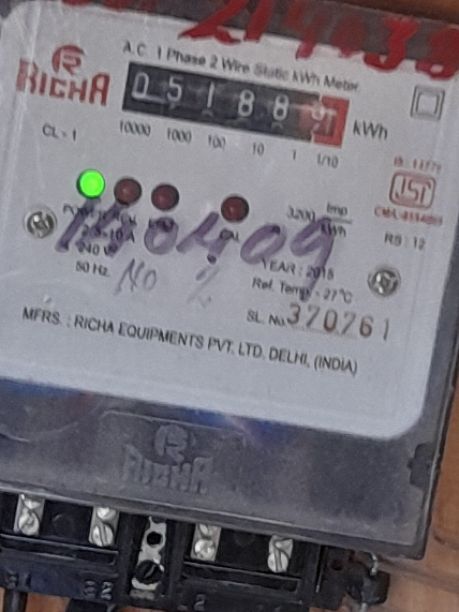 214038
A.C. 1 Phase 2 Wire Static kWh Meter
RICHA
05188
kWh
CL - 1
10000 1000 100 10 1 1/10
3200 Imp/kWh
RS : 12
240 V
50 Hz.
No 2
YEAR : 2015
Ref. Temp - 27°C
SL. No. 370761
MFRS. : RICHA EQUIPMENTS PVT. LTD. DELHI, (INDIA)
RICHA